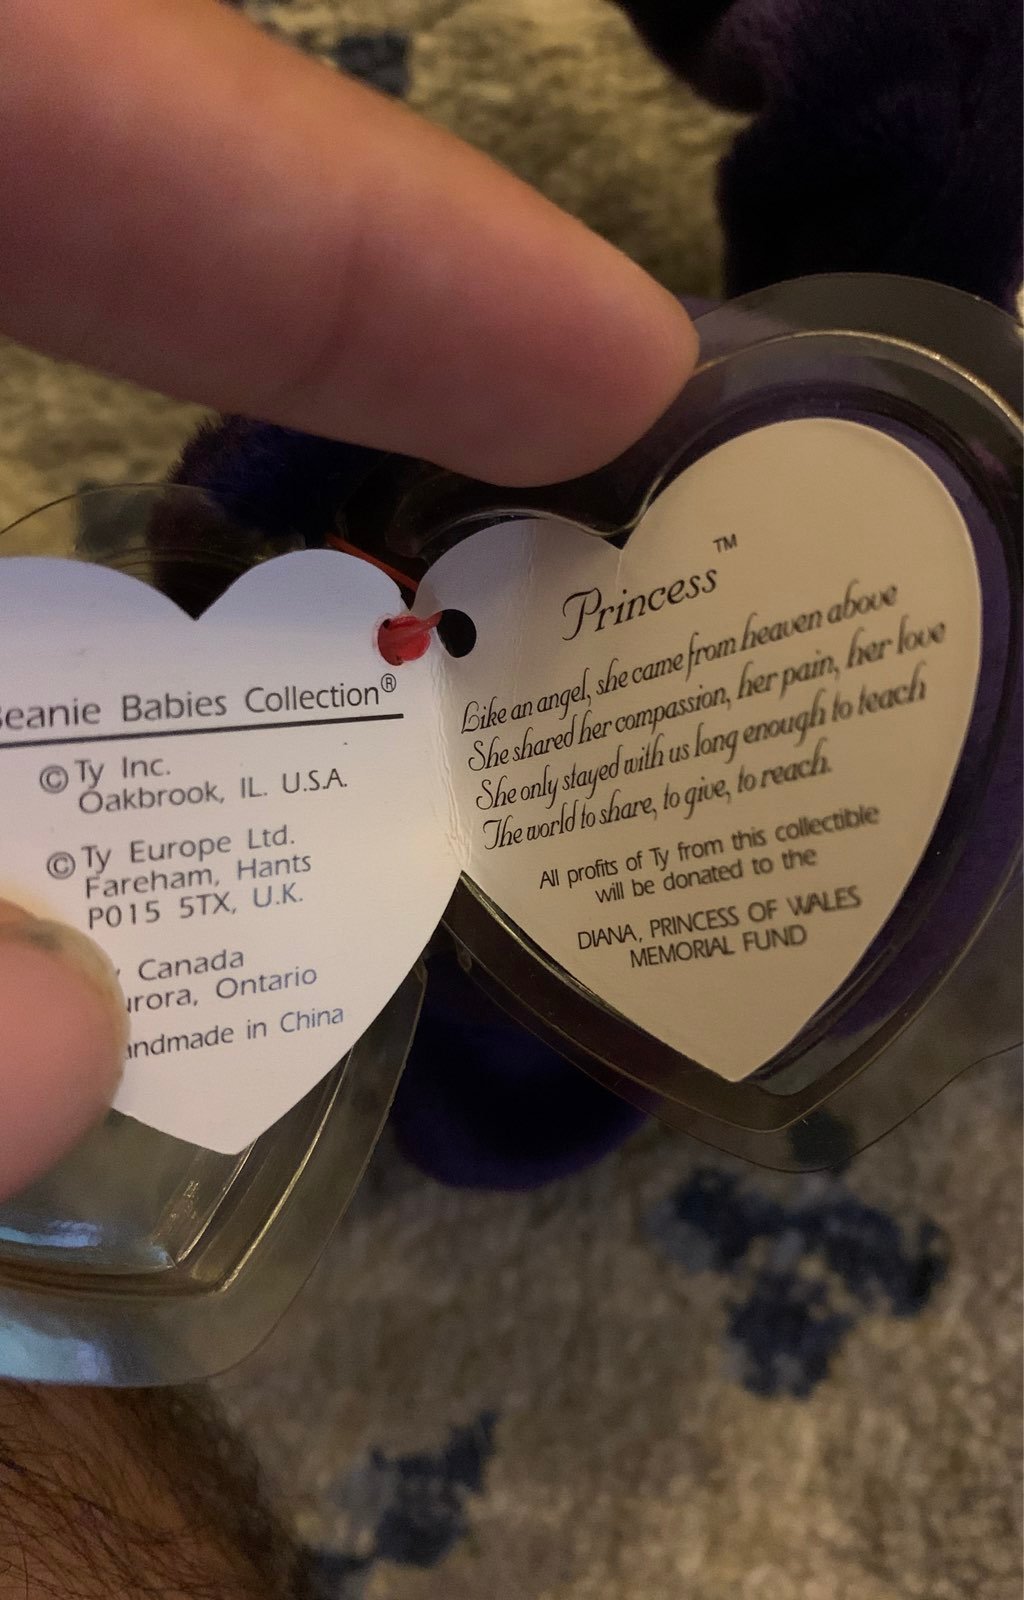 Beanie Babies Collection®
© Ty Inc.
Oakbrook, IL. U.S.A.
© Ty Europe Ltd.
Fareham, Hants
P015 5TX, U.K.
Canada
Ontario
in China
Princess™
Like an angel, she came from heaven above
She shared her compassion, her pain, her love
She only stayed with us long enough to teach
The world to share, to give, to reach.
All profits of Ty from this collectible
will be donated to the
DIANA, PRINCESS OF WALES
MEMORIAL FUND